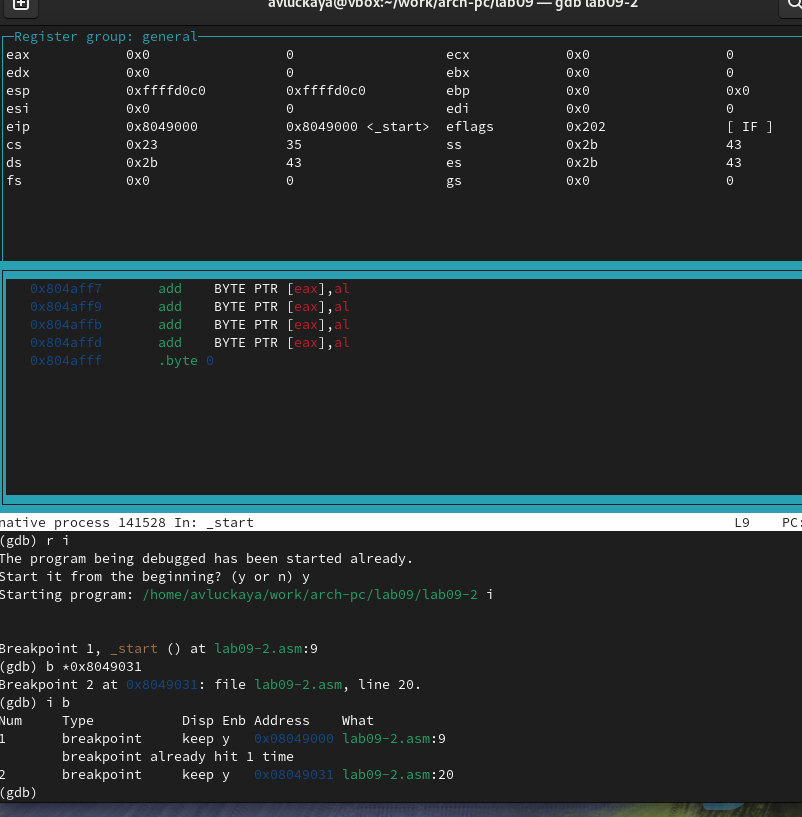 avluckaya@vbox:~/work/arch-pc/lab09 — gdb lab09-2
Register group: general
eax 0x0 0 ecx 0x0 0
edx 0x0 0 ebx 0x0 0
esp 0xffffd0c0 0xffffd0c0 ebp 0x0 0x0
esi 0x0 0 edi 0x0 0
eip 0x8049000 0x8049000 <_start> eflags 0x202 [ IF ]
cs 0x23 35 ss 0x2b 43
ds 0x2b 43 es 0x2b 43
fs 0x0 0 gs 0x0 0
0x804aff7 add BYTE PTR [eax],al
0x804aff9 add BYTE PTR [eax],al
0x804affb add BYTE PTR [eax],al
0x804affd add BYTE PTR [eax],al
0x804afff .byte 0
native process 141528 In: _start L9 PC:
(gdb) r i
The program being debugged has been started already.
Start it from the beginning? (y or n) y
Starting program: /home/avluckaya/work/arch-pc/lab09/lab09-2 i
Breakpoint 1, _start () at lab09-2.asm:9
(gdb) b *0x8049031
Breakpoint 2 at 0x8049031: file lab09-2.asm, line 20.
(gdb) i b
Num Type Disp Enb Address What
1 breakpoint keep y 0x08049000 lab09-2.asm:9
breakpoint already hit 1 time
2 breakpoint keep y 0x08049031 lab09-2.asm:20
(gdb)